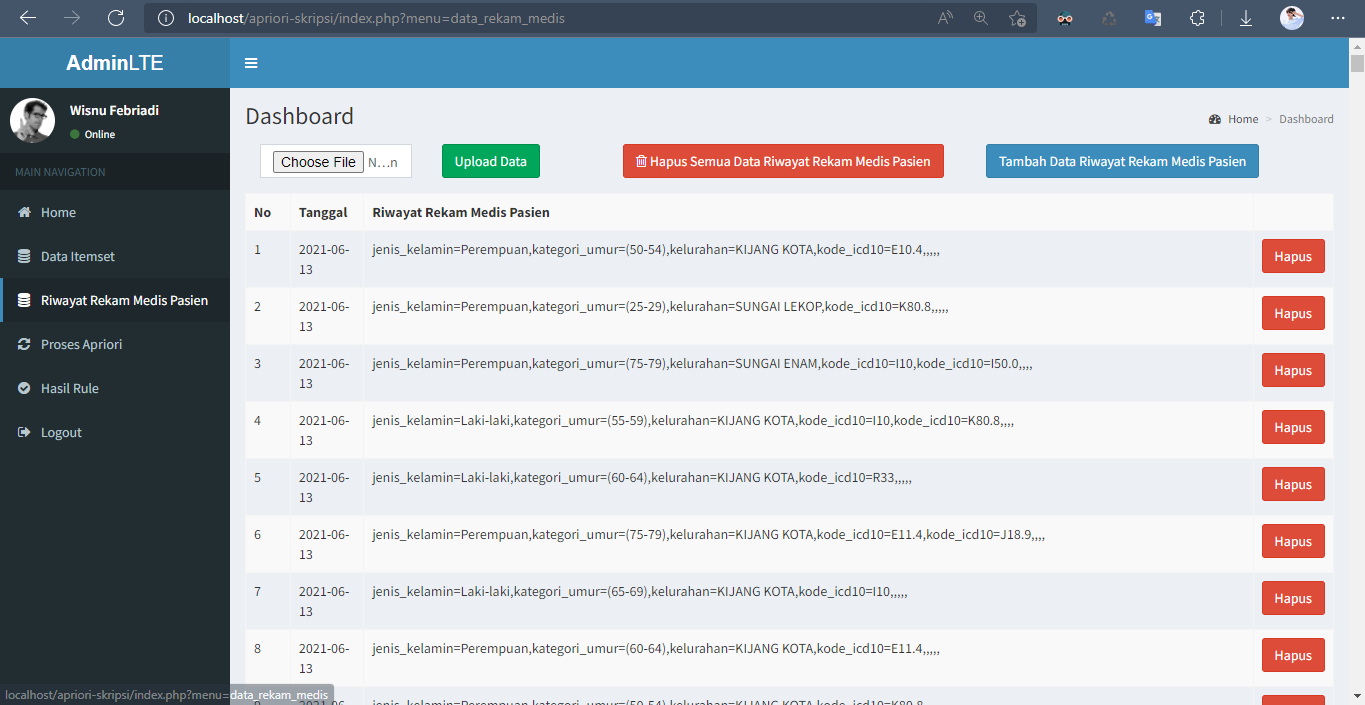 localhost/apriori-skripsi/index.php?menu=data_rekam_medis
AdminLTE
Wisnu Febriadi
Online
MAIN NAVIGATION
Home
Data Itemset
Riwayat Rekam Medis Pasien
Proses Apriori
Hasil Rule
Logout
Dashboard
Home > Dashboard
Choose File N...n
Upload Data
Hapus Semua Data Riwayat Rekam Medis Pasien
Tambah Data Riwayat Rekam Medis Pasien
No Tanggal Riwayat Rekam Medis Pasien
1 2021-06- jenis_kelamin=Perempuan,kategori_umur=(50-54),kelurahan=KIJANG KOTA,kode_icd10=E10.4,,,,, Hapus
13
2 2021-06- jenis_kelamin=Perempuan,kategori_umur=(25-29),kelurahan=SUNGAI LEKOP,kode_icd10=K80.8,,,,, Hapus
13
3 2021-06- jenis_kelamin=Perempuan,kategori_umur=(75-79),kelurahan=SUNGAI ENAM,kode_icd10=I10,kode_icd10=I50.0,,,, Hapus
13
4 2021-06- jenis_kelamin=Laki-laki,kategori_umur=(55-59),kelurahan=KIJANG KOTA,kode_icd10=I10,kode_icd10=K80.8,,,, Hapus
13
5 2021-06- jenis_kelamin=Laki-laki,kategori_umur=(60-64),kelurahan=KIJANG KOTA,kode_icd10=R33,,,,, Hapus
13
6 2021-06- jenis_kelamin=Perempuan,kategori_umur=(75-79),kelurahan=KIJANG KOTA,kode_icd10=E11.4,kode_icd10=J18.9,,,, Hapus
13
7 2021-06- jenis_kelamin=Laki-laki,kategori_umur=(65-69),kelurahan=KIJANG KOTA,kode_icd10=I10,,,,, Hapus
13
8 2021-06- jenis_kelamin=Perempuan,kategori_umur=(60-64),kelurahan=KIJANG KOTA,kode_icd10=E11.4,,,,, Hapus
13
9 2021-06- jenis_kelamin=Perempuan,kategori_umur=(50-54),kelurahan=KIJANG KOTA,kode_icd10=K80.8
localhost/apriori-skripsi/index.php?menu=data_rekam_medis